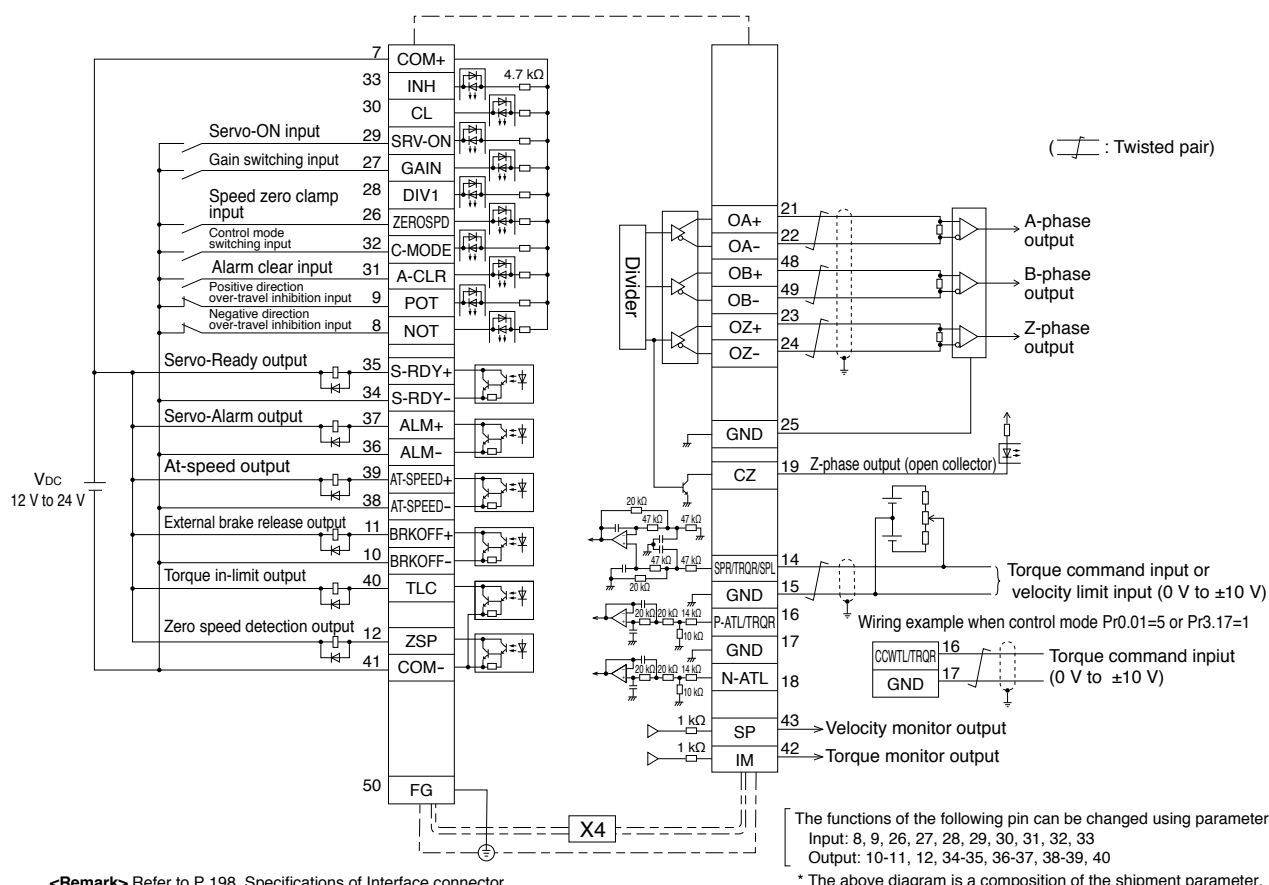 7 COM+
33 INH 4.7 kΩ
30 CL
Servo-ON input 29 SRV-ON
Gain switching input 27 GAIN
28 DIV1
Speed zero clamp
input 26 ZEROSPD
Control mode
switching input 32 C-MODE
Alarm clear input 31 A-CLR
Positive direction
over-travel inhibition input 9 POT
Negative direction
over-travel inhibition input 8 NOT
Servo-Ready output 35 S-RDY+
34 S-RDY-
Servo-Alarm output 37 ALM+
36 ALM-
At-speed output 39 AT-SPEED+
38 AT-SPEED-
VDC
12 V to 24 V
External brake release output 11 BRKOFF+
10 BRKOFF-
Torque in-limit output 40 TLC
Zero speed detection output 12 ZSP
41 COM-
50 FG
X4
( : Twisted pair)
Divider
OA+ 21
OA- 22
A-phase
output
OB+ 48
OB- 49
B-phase
output
OZ+ 23
OZ- 24
Z-phase
output
GND 25
CZ 19 Z-phase output (open collector)
20 kΩ
47 kΩ 47 kΩ
47 kΩ 47 kΩ
20 kΩ
SPR/TRQR/SPL 14
GND 15
Torque command input or
velocity limit input (0 V to ±10 V)
20 kΩ 20 kΩ 14 kΩ
10 kΩ
P-ATL/TRQR 16
GND 17
Wiring example when control mode Pr0.01=5 or Pr3.17=1
CCWTL/TRQR 16
GND 17
Torque command inpiut
(0 V to ±10 V)
20 kΩ 20 kΩ 14 kΩ
10 kΩ
N-ATL 18
1 kΩ SP 43 Velocity monitor output
1 kΩ IM 42 Torque monitor output
The functions of the following pin can be changed using parameter
Input: 8, 9, 26, 27, 28, 29, 30, 31, 32, 33
Output: 10-11, 12, 34-35, 36-37, 38-39, 40
<Remark> Refer to P.198, Specifications of Interface connector.
* The above diagram is a composition of the shipment parameter.